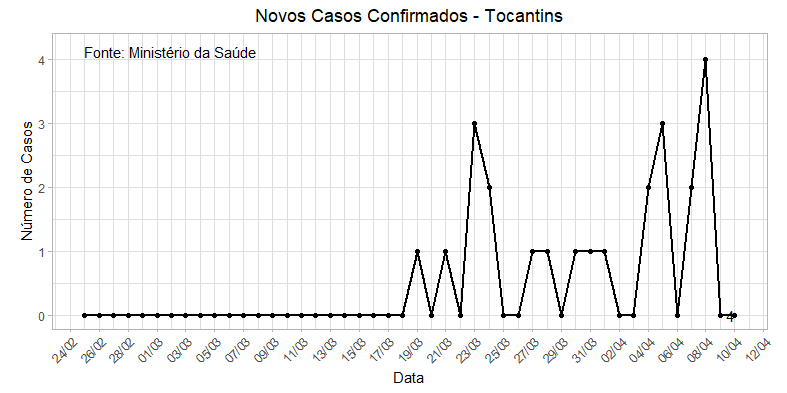 Novos Casos Confirmados - Tocantins
Fonte: Ministério da Saúde
4
3
2
1
0
4
Número de Casos
24/02 26/02 28/02 01/03 03/03 05/03 07/03 09/03 11/03 13/03 15/03 17/03 19/03 21/03 23/03 25/03 27/03 29/03 31/03 02/04 04/04 06/04 08/04 10/04 12/04
Data